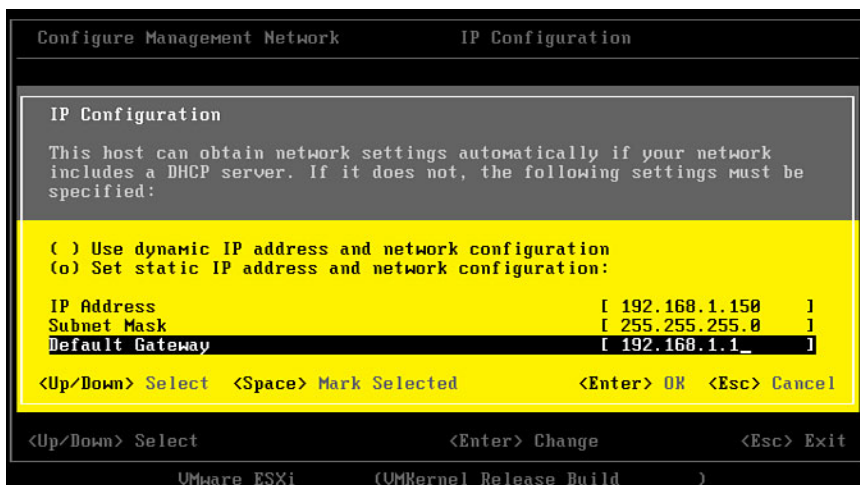 Configure Management Network IP Configuration
IP Configuration
This host can obtain network settings automatically if your network
includes a DHCP server. If it does not, the following settings must be
specified:
( ) Use dynamic IP address and network configuration
(o) Set static IP address and network configuration:
IP Address [ 192.168.1.150 ]
Subnet Mask [ 255.255.255.0 ]
Default Gateway [ 192.168.1.1_ ]
<Up/Down> Select <Space> Mark Selected <Enter> OK <Esc> Cancel
<Up/Down> Select <Enter> Change <Esc> Exit
VMware ESXi (VMKernel Release Build )